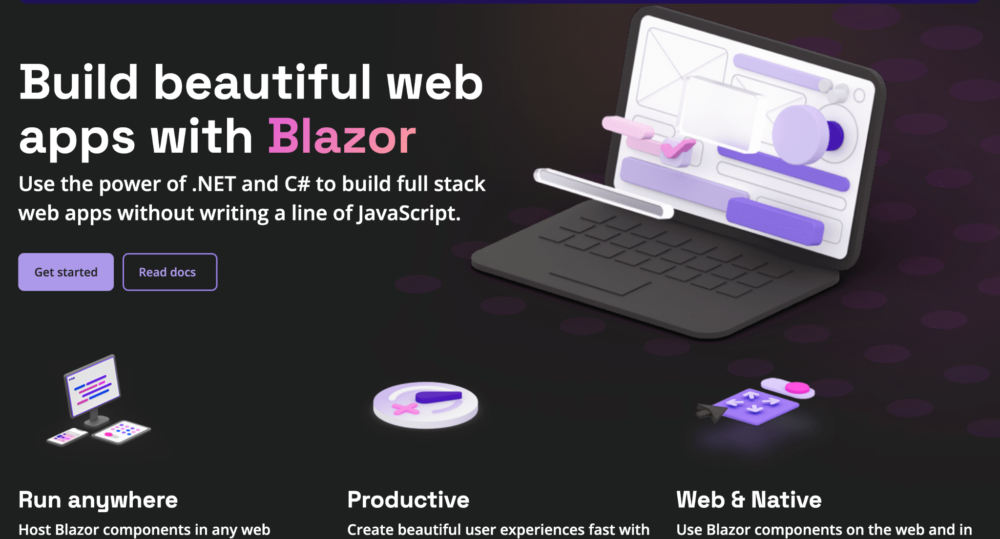 Build beautiful web
apps with Blazor
Use the power of .NET and C# to build full stack
web apps without writing a line of JavaScript.
Get started
Read docs
Run anywhere
Host Blazor components in any web
Productive
Create beautiful user experiences fast with
Web & Native
Use Blazor components on the web and in